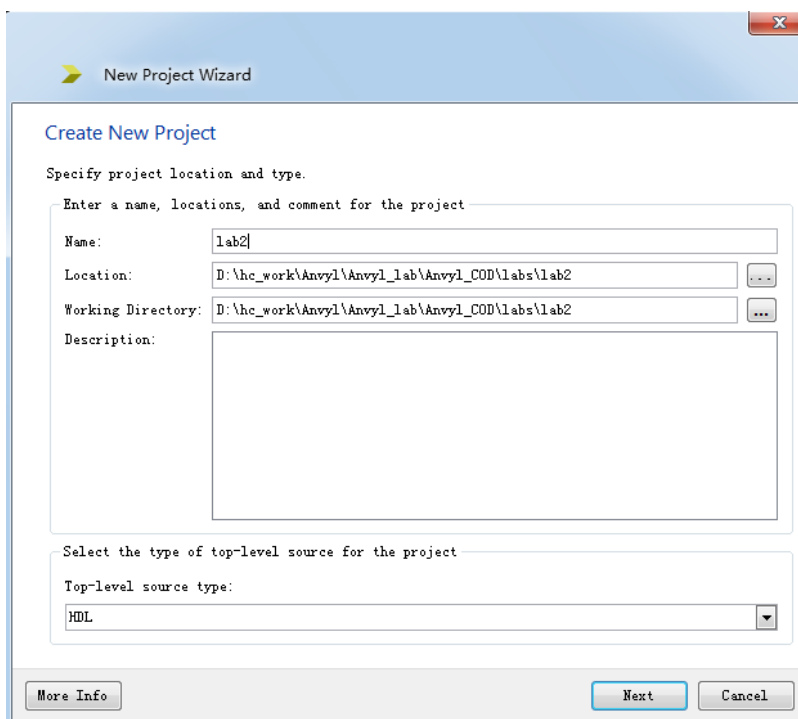 New Project Wizard
Create New Project
Specify project location and type.
Enter a name, locations, and comment for the project
Name: lab2
Location: D:\hc_work\Anvyl\Anvyl_lab\Anvyl_COD\labs\lab2 ...
Working Directory: D:\hc_work\Anvyl\Anvyl_lab\Anvyl_COD\labs\lab2 ...
Description:
Select the type of top-level source for the project
Top-level source type:
HDL
More Info Next Cancel